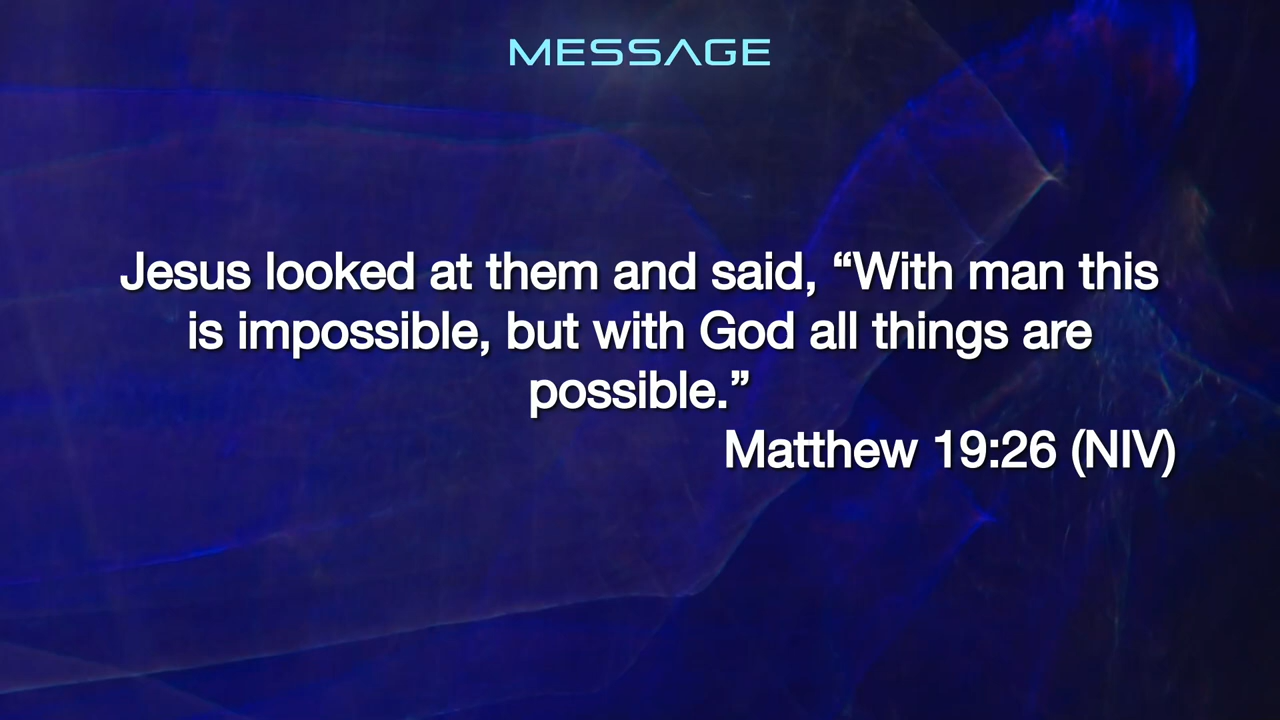 MESSAGE
Jesus looked at them and said, “With man this
is impossible, but with God all things are
possible.”
Matthew 19:26 (NIV)